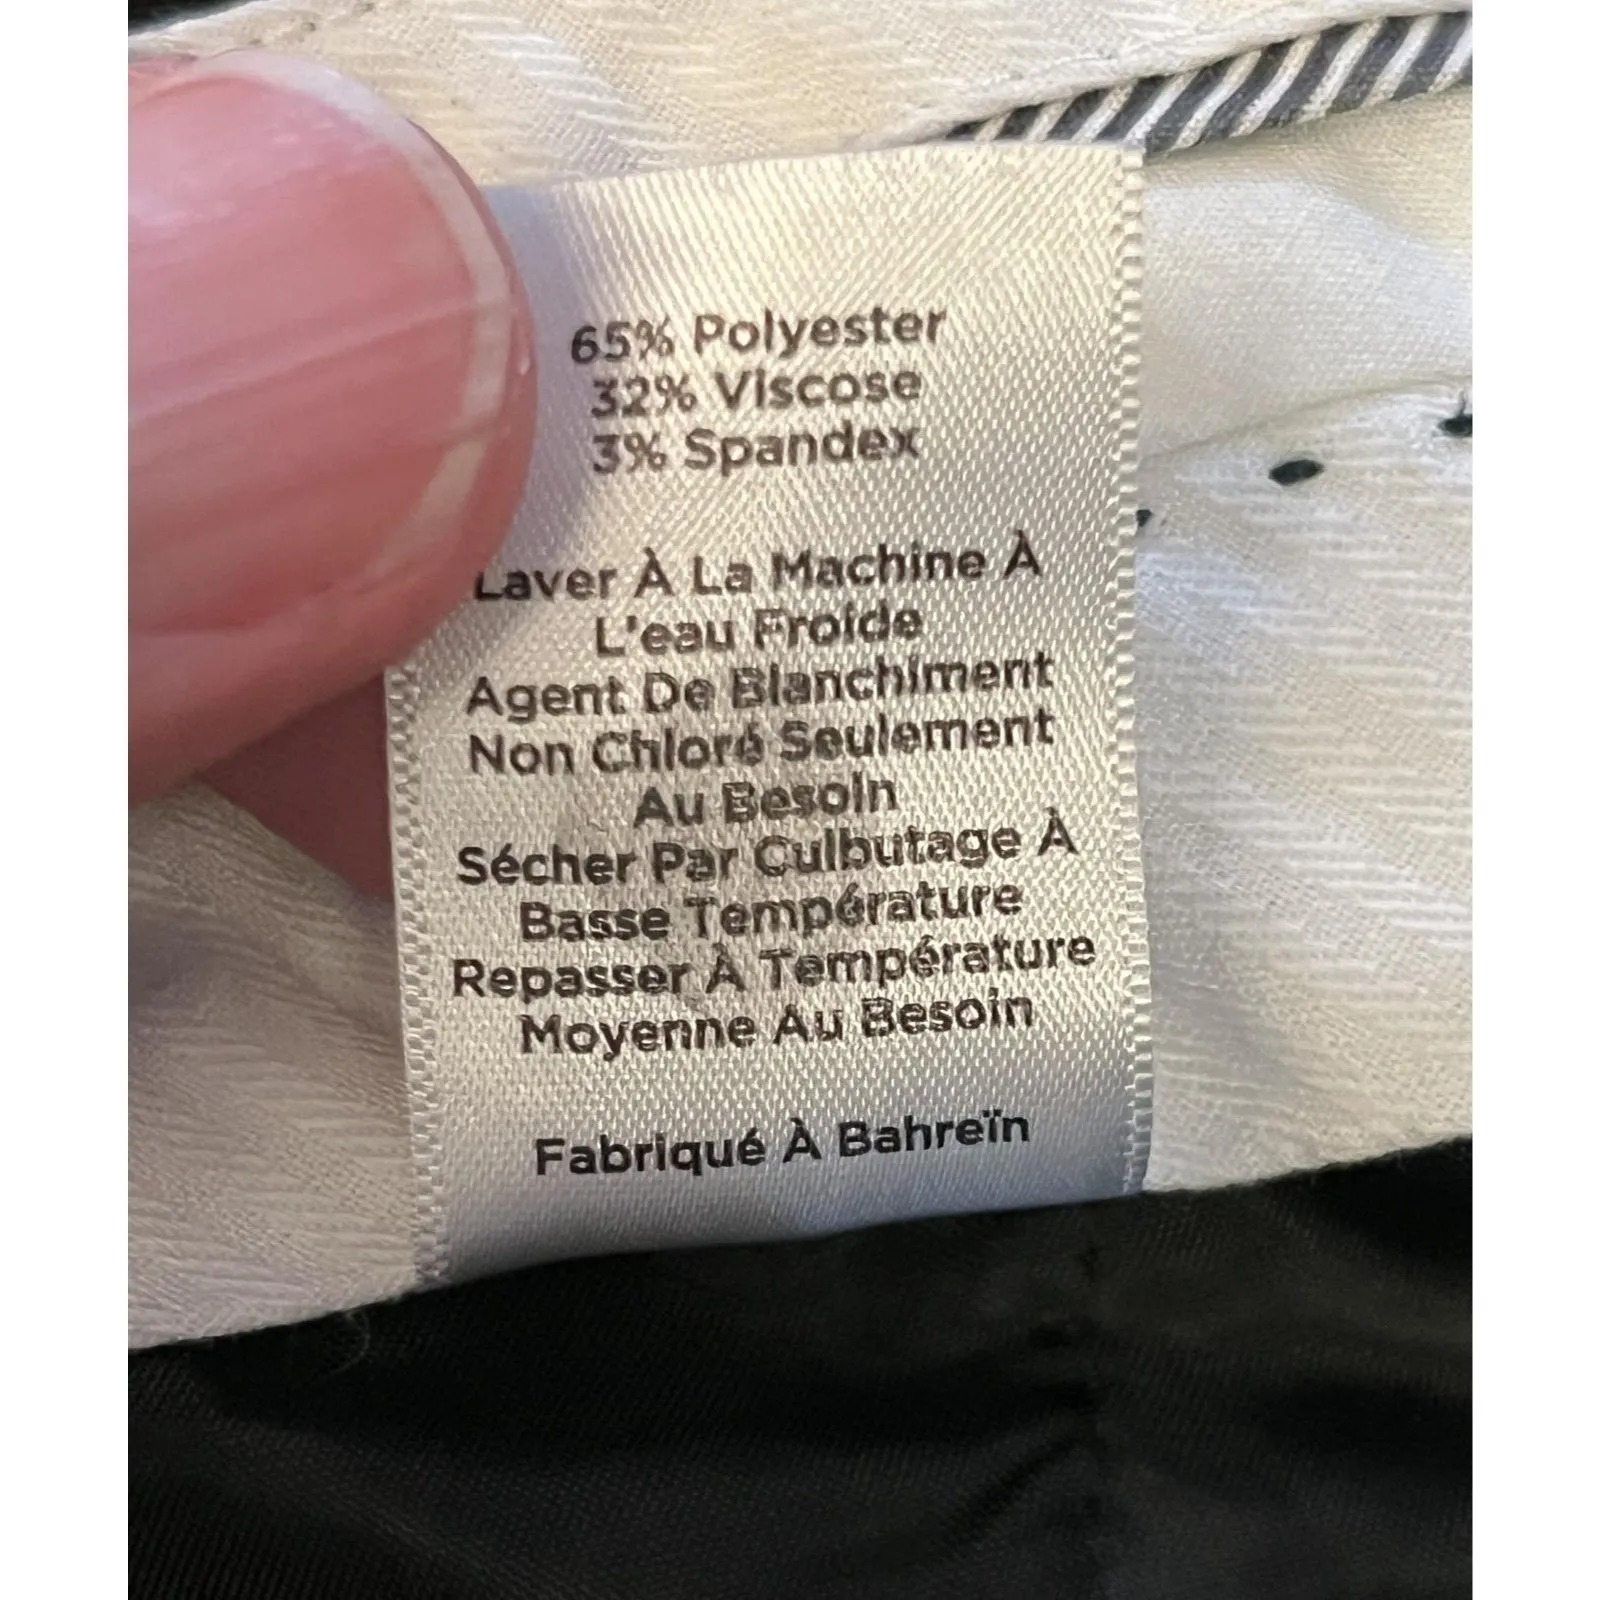 65% Polyester
32% Viscose
3% Spandex
Laver À La Machine À
L'eau Froide
Agent De Blanchiment
Non Chloré Seulement
Au Besoin
Sécher Par Culbutage À
Basse Température
Repasser À Température
Moyenne Au Besoin
Fabriqué À Bahreïn